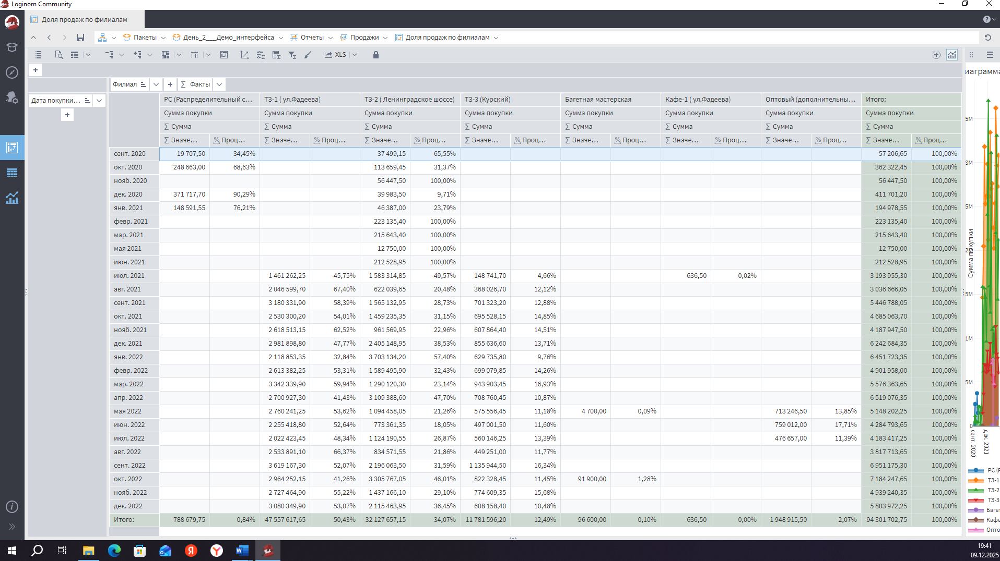 Loginom Community
Доля продаж по филиалам
Пакеты День_2___Демо_интерфейса Отчеты Продажи Доля продаж по филиалам
XLS
Филиал Факты
Дата покупки...
РС (Распределительный с... ТЗ-1 ( ул.Фадеева) ТЗ-2 ( Ленинградское шоссе) ТЗ-3 (Курский) Багетная мастерская Кафе-1 ( ул.Фадеева) Оптовый (дополнительны... Итого:
Сумма покупки Сумма покупки Сумма покупки Сумма покупки Сумма покупки Сумма покупки Сумма покупки Сумма покупки
∑ Сумма ∑ Сумма ∑ Сумма ∑ Сумма ∑ Сумма ∑ Сумма ∑ Сумма ∑ Сумма
∑ Значе... % Проц... ∑ Значе... % Проц... ∑ Значе... % Проц... ∑ Значе... % Проц... ∑ Значе... % Проц... ∑ Значе... % Проц... ∑ Значе... % Проц... ∑ Значе... % Проц...
сент. 2020 19 707,50 34,45% 37 499,15 65,55% 57 206,65 100,00%
окт. 2020 248 663,00 68,63% 113 659,45 31,37% 362 322,45 100,00%
нояб. 2020 56 447,50 100,00% 56 447,50 100,00%
дек. 2020 371 717,70 90,29% 39 983,50 9,71% 411 701,20 100,00%
янв. 2021 148 591,55 76,21% 46 387,00 23,79% 194 978,55 100,00%
февр. 2021 223 135,40 100,00% 223 135,40 100,00%
мар. 2021 215 643,40 100,00% 215 643,40 100,00%
мая 2021 12 750,00 100,00% 12 750,00 100,00%
июн. 2021 212 528,95 100,00% 212 528,95 100,00%
июл. 2021 1 461 262,25 45,75% 1 583 314,85 49,57% 148 741,70 4,66% 636,50 0,02% 3 193 955,30 100,00%
авг. 2021 2 046 599,70 67,40% 622 039,65 20,48% 368 026,70 12,12% 3 036 666,05 100,00%
сент. 2021 3 180 331,90 58,39% 1 565 132,95 28,73% 701 323,20 12,88% 5 446 788,05 100,00%
окт. 2021 2 530 300,20 54,01% 1 459 235,35 31,15% 695 528,15 14,85% 4 685 063,70 100,00%
нояб. 2021 2 618 513,15 62,52% 961 569,95 22,96% 607 864,40 14,51% 4 187 947,50 100,00%
дек. 2021 2 981 898,80 47,77% 2 405 148,95 38,53% 855 636,60 13,71% 6 242 684,35 100,00%
янв. 2022 2 118 853,35 32,84% 3 703 134,20 57,40% 629 735,80 9,76% 6 451 723,35 100,00%
февр. 2022 2 613 382,25 53,31% 1 589 495,90 32,43% 699 079,85 14,26% 4 901 958,00 100,00%
мар. 2022 3 342 339,90 59,94% 1 290 120,30 23,14% 943 903,45 16,93% 5 576 363,65 100,00%
апр. 2022 2 700 927,30 41,43% 3 109 388,60 47,70% 708 760,45 10,87% 6 519 076,35 100,00%
мая 2022 2 760 241,25 53,62% 1 094 458,05 21,26% 575 556,45 11,18% 4 700,00 0,09% 713 246,50 13,85% 5 148 202,25 100,00%
июн. 2022 2 255 418,80 52,64% 773 361,35 18,05% 497 001,50 11,60% 759 012,00 17,71% 4 284 793,65 100,00%
июл. 2022 2 022 423,45 48,34% 1 124 190,55 26,87% 560 146,25 13,39% 476 657,00 11,39% 4 183 417,25 100,00%
авг. 2022 2 533 891,10 66,37% 834 571,55 21,86% 449 251,00 11,77% 3 817 713,65 100,00%
сент. 2022 3 619 167,30 52,07% 2 196 063,50 31,59% 1 135 944,50 16,34% 6 951 175,30 100,00%
окт. 2022 2 964 252,15 41,26% 3 305 767,05 46,01% 822 328,45 11,45% 91 900,00 1,28% 7 184 247,65 100,00%
нояб. 2022 2 727 464,90 55,22% 1 437 166,10 29,10% 774 609,35 15,68% 4 939 240,35 100,00%
дек. 2022 3 080 349,90 53,07% 2 115 463,95 36,45% 608 158,40 10,48% 5 803 972,25 100,00%
Итого: 788 679,75 0,84% 47 557 617,65 50,43% 32 127 657,15 34,07% 11 781 596,20 12,49% 96 600,00 0,10% 636,50 0,00% 1 948 915,50 2,07% 94 301 702,75 100,00%
иаграмма
5M
3M
5M
2M
5M
1M
5M
0
Сумма покупки
сент. 2020
дек. 2021
РС (Р
ТЗ-1
ТЗ-2
ТЗ-3
Багет
Кафе
Опто
19:41
09.12.2025